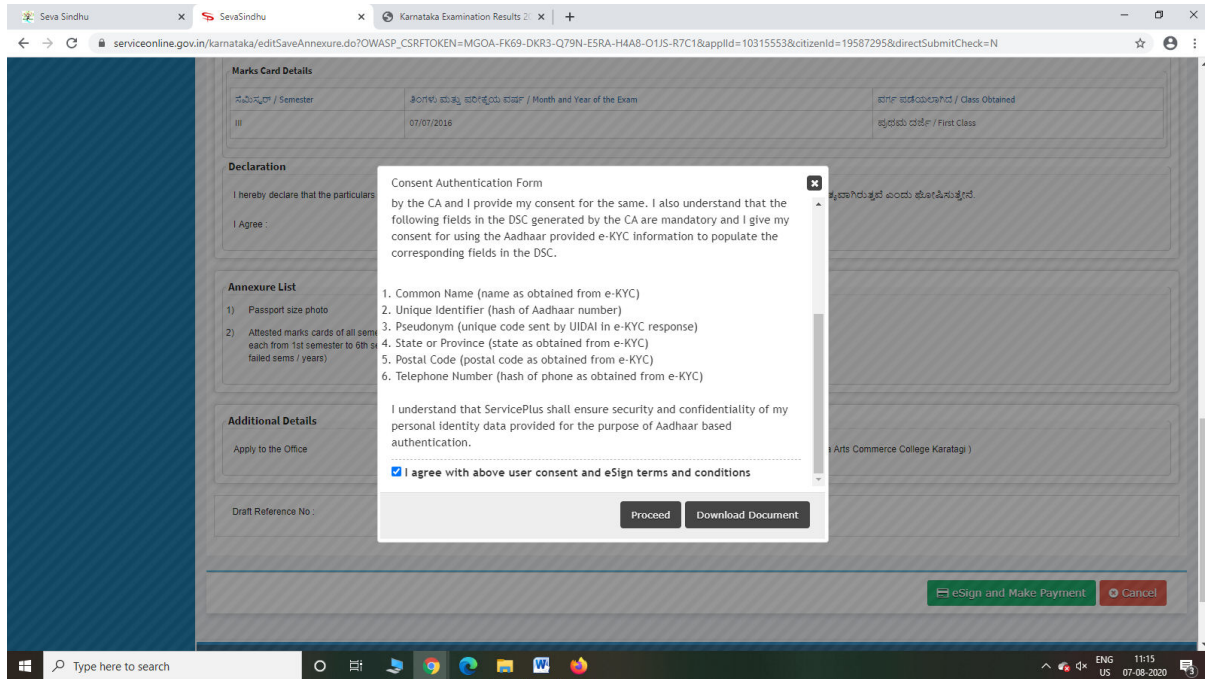 Seva Sindhu
SevaSindhu
Karnataka Examination Results 20
serviceonline.gov.in/karnataka/editSaveAnnexure.do?OWASP_CSRFTOKEN=MGOA-FK69-DKR3-Q79N-E5RA-H4A8-O1JS-R7C1&applId=10315553&citizenId=19587295&directSubmitCheck=N
Marks Card Details
ಸೆಮಿಸ್ಟರ್ / Semester
ತಿಂಗಳು ಮತ್ತು ಪರೀಕ್ಷೆಯ ವರ್ಷ / Month and Year of the Exam
ವರ್ಗ ಪಡೆಯಲಾಗಿದೆ / Class Obtained
III
07/07/2016
ಪ್ರಥಮ ದರ್ಜೆ / First Class
Declaration
I hereby declare that the particulars
ಎಂದು ಘೋಷಿಸುತ್ತೇನೆ.
I Agree :
Consent Authentication Form
by the CA and I provide my consent for the same. I also understand that the
following fields in the DSC generated by the CA are mandatory and I give my
consent for using the Aadhaar provided e-KYC information to populate the
corresponding fields in the DSC.
1. Common Name (name as obtained from e-KYC)
2. Unique Identifier (hash of Aadhaar number)
3. Pseudonym (unique code sent by UIDAI in e-KYC response)
4. State or Province (state as obtained from e-KYC)
5. Postal Code (postal code as obtained from e-KYC)
6. Telephone Number (hash of phone as obtained from e-KYC)
I understand that ServicePlus shall ensure security and confidentiality of my
personal identity data provided for the purpose of Aadhaar based
authentication.
I agree with above user consent and eSign terms and conditions
Proceed
Download Document
Annexure List
1) Passport size photo
2) Attested marks cards of all seme
each from 1st semester to 6th se
failed sems / years)
Additional Details
Apply to the Office
Arts Commerce College Karatagi )
Draft Reference No :
eSign and Make Payment
Cancel
Type here to search
ENG
US
11:15
07-08-2020
3